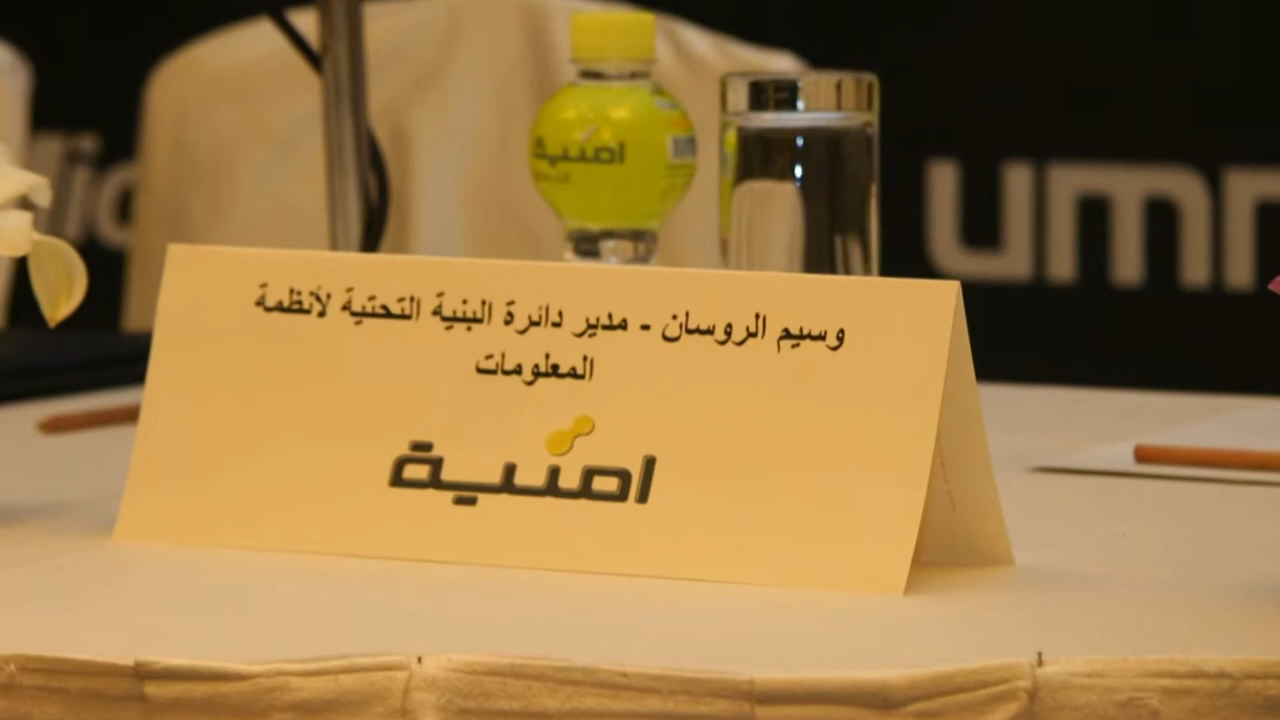 امنية
umn
وسيم الروسان - مدير دائرة البنية التحتية لأنظمة
المعلومات
امنية